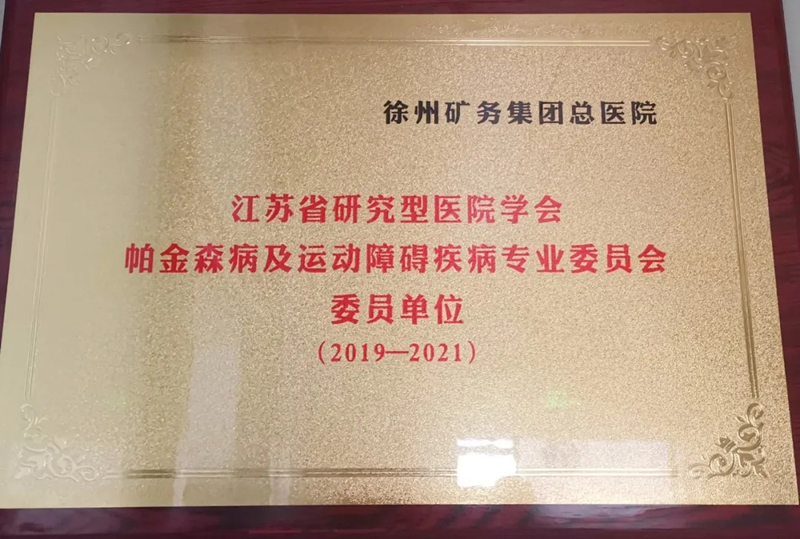 徐州矿务集团总医院
江苏省研究型医院学会
帕金森病及运动障碍疾病专业委员会
委员单位
（2019—2021）